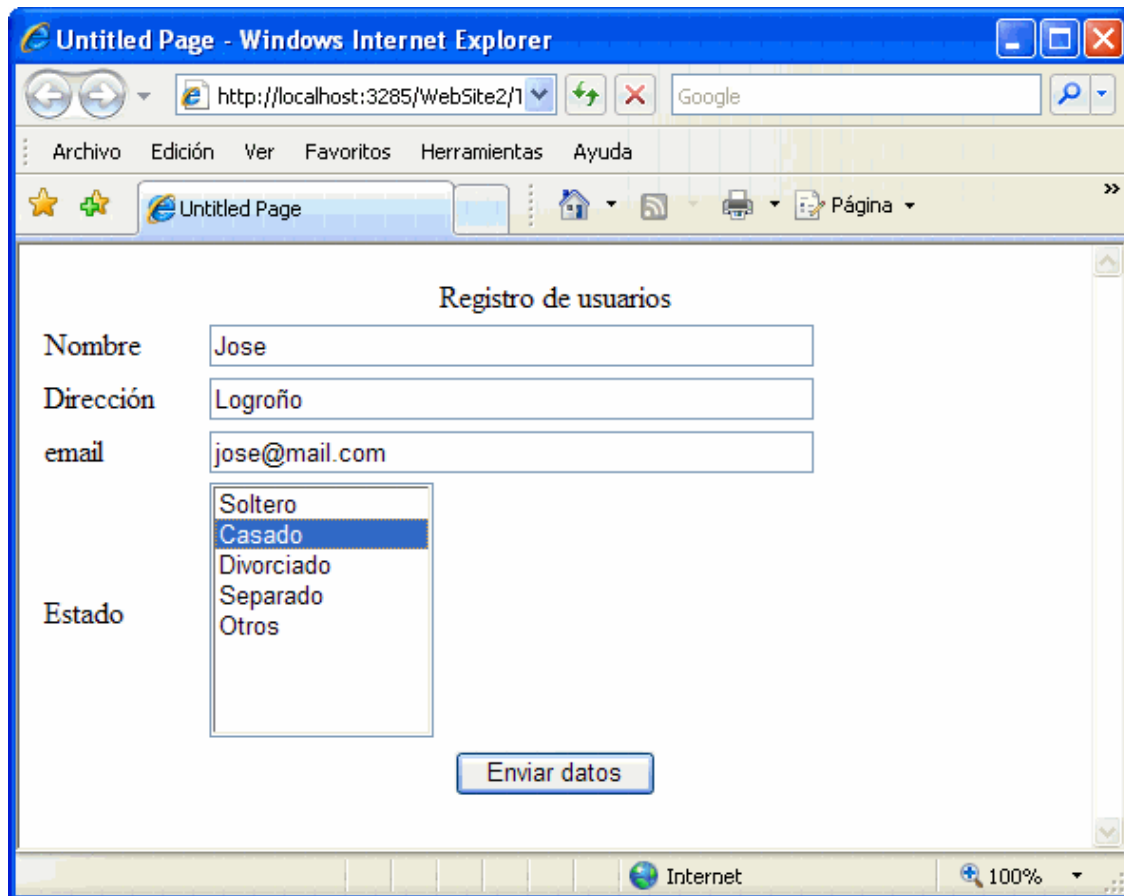 Untitled Page - Windows Internet Explorer
http://localhost:3285/WebSite2/1
Google
Archivo Edición Ver Favoritos Herramientas Ayuda
Untitled Page
Página
Registro de usuarios
Nombre Jose
Dirección Logroño
email jose@mail.com
Soltero
Casado
Divorciado
Separado
Estado
Otros
Enviar datos
Internet 100%